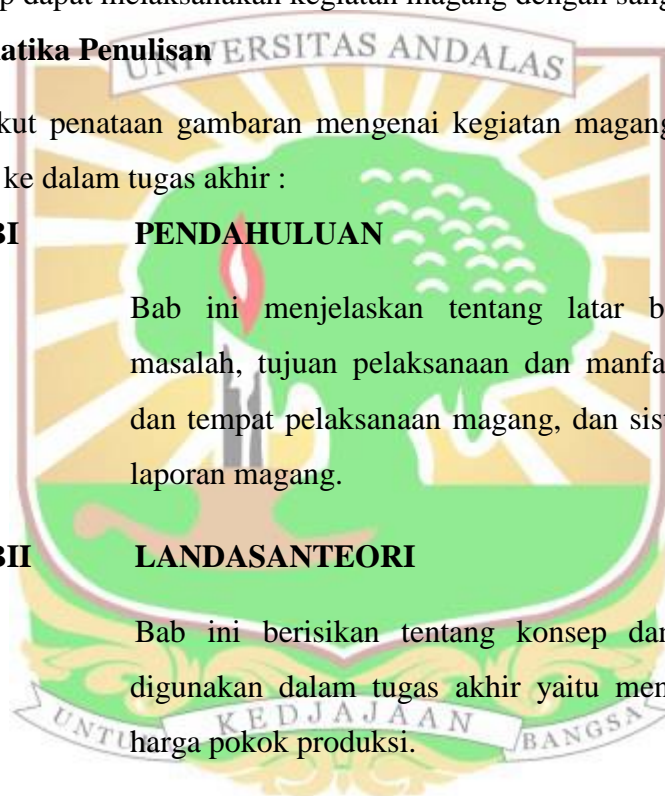 p dapat melaksanakan kegiatan magang dengan sang
atika Penulisan
UNIVERSITAS ANDALAS
kut penataan gambaran mengenai kegiatan magang
ke dalam tugas akhir :
BI PENDAHULUAN
Bab ini menjelaskan tentang latar b
masalah, tujuan pelaksanaan dan manfa
dan tempat pelaksanaan magang, dan sis
laporan magang.
BII LANDASANTEORI
Bab ini berisikan tentang konsep dan
digunakan dalam tugas akhir yaitu men
harga pokok produksi.
UNTUK KEDJAJAAN BANGSA